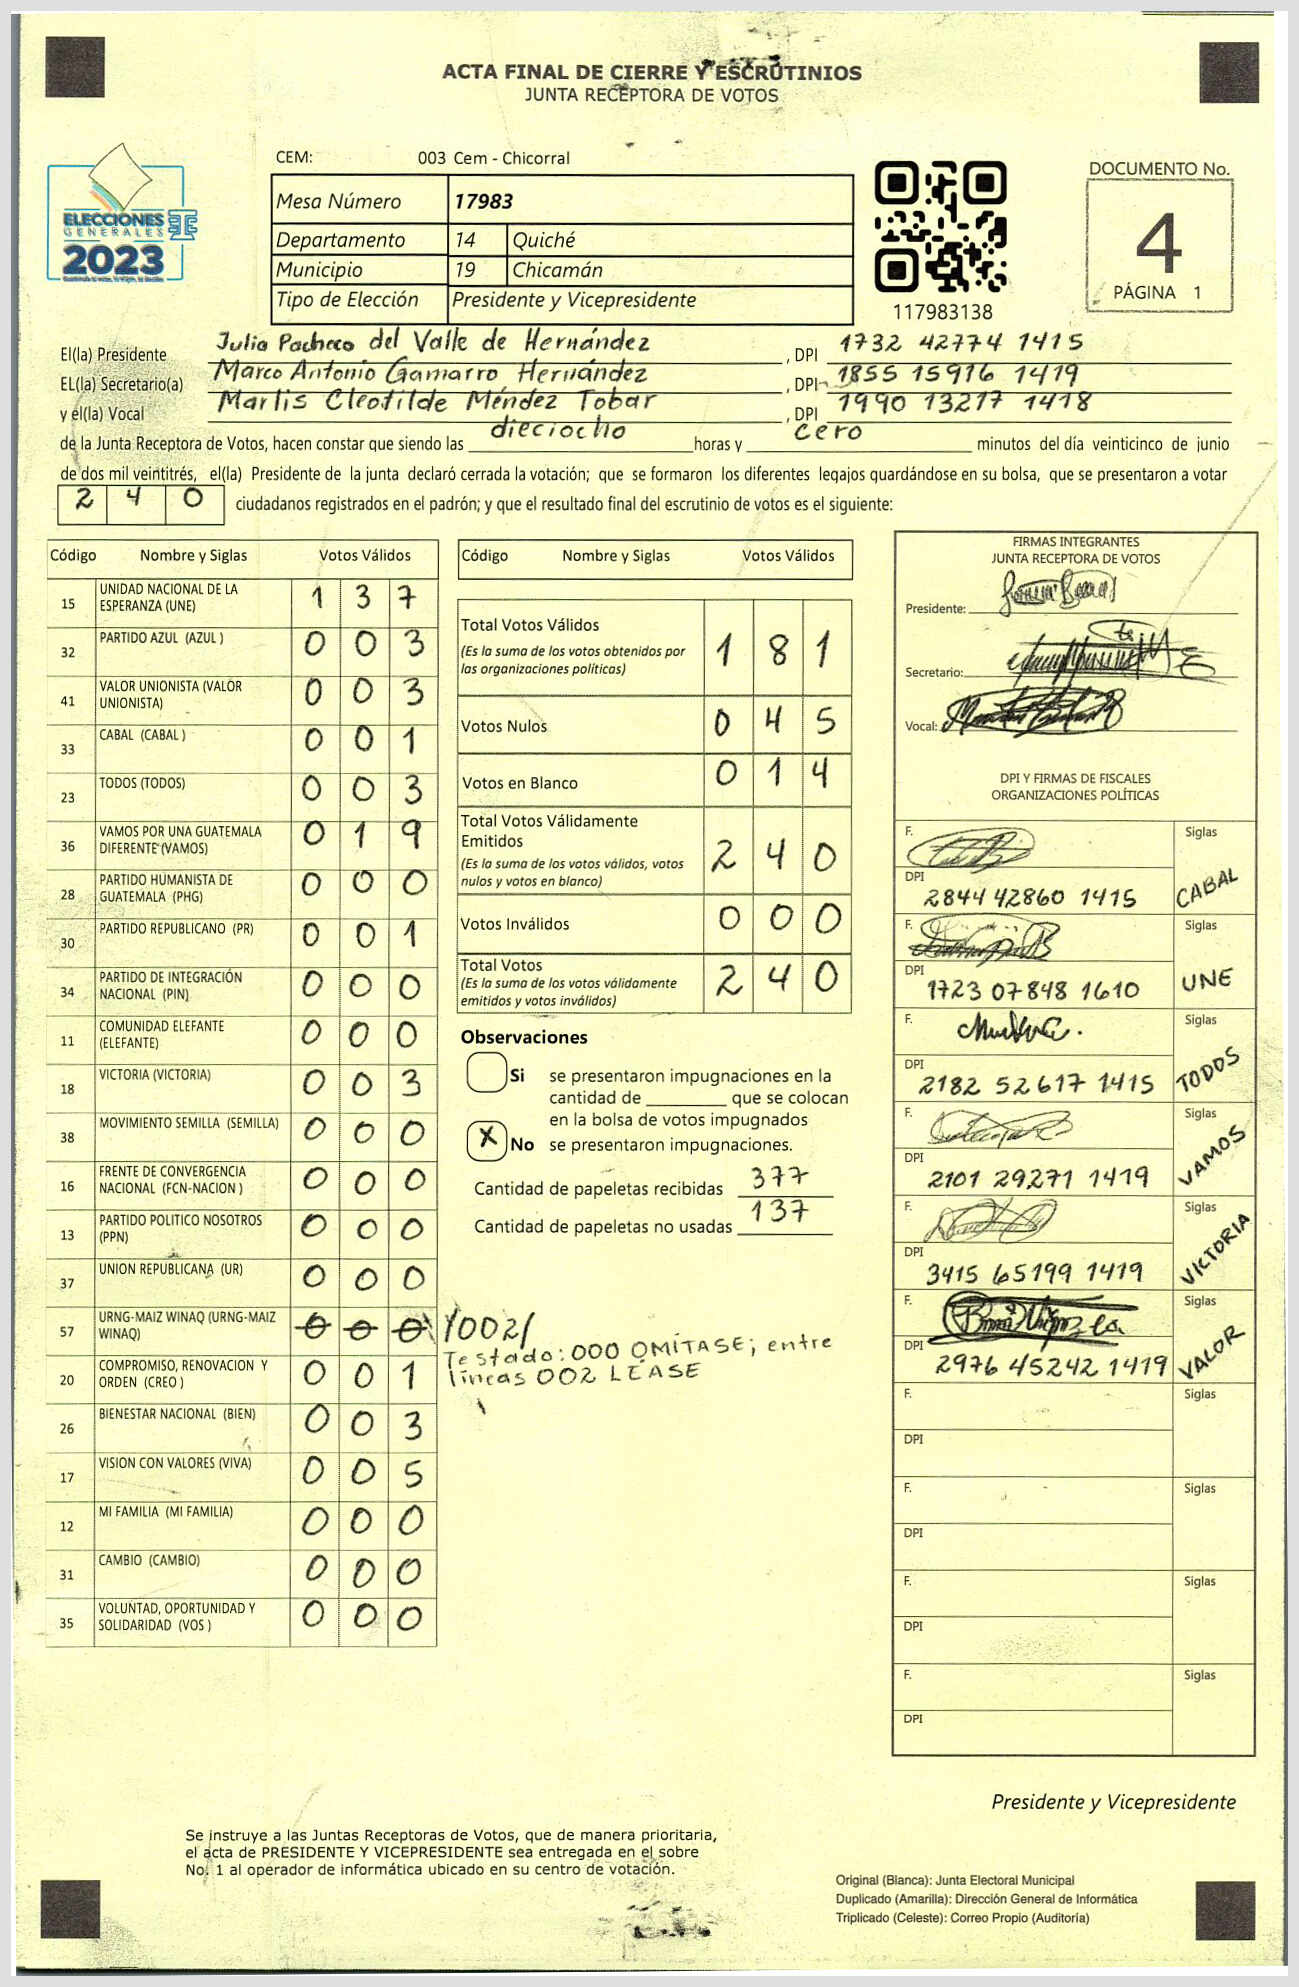 ACTA FINAL DE CIERRE Y ESCRUTINIOS
JUNTA RECEPTORA DE VOTOS
CEM: 003 Cem - Chicorral
ELECCIONES
GENERALES
2023
Mesa Número 17983
Departamento 14 Quiché
Municipio 19 Chicamán
Tipo de Elección Presidente y Vicepresidente
117983138
DOCUMENTO No.
4
PÁGINA 1
El(la) Presidente Julia Pacheco del Valle de Hernández, DPI 1732 42774 1415
EL(la) Secretario(a) Marco Antonio Gamarro Hernández, DPI 1855 15916 1419
y el(la) Vocal Marlis Cleotilde Méndez Tobar, DPI 1990 13217 1418
de la Junta Receptora de Votos, hacen constar que siendo las dieciocho horas y cero minutos del día veinticinco de junio
de dos mil veintitrés, el(la) Presidente de la junta declaró cerrada la votación; que se formaron los diferentes legajos guardándose en su bolsa, que se presentaron a votar
2 4 0 ciudadanos registrados en el padrón; y que el resultado final del escrutinio de votos es el siguiente:
Código Nombre y Siglas Votos Válidos
15 UNIDAD NACIONAL DE LA ESPERANZA (UNE) 1 3 7
32 PARTIDO AZUL (AZUL ) 0 0 3
41 VALOR UNIONISTA (VALOR UNIONISTA) 0 0 3
33 CABAL (CABAL ) 0 0 1
23 TODOS (TODOS) 0 0 3
36 VAMOS POR UNA GUATEMALA DIFERENTE (VAMOS) 0 1 9
28 PARTIDO HUMANISTA DE GUATEMALA (PHG) 0 0 0
30 PARTIDO REPUBLICANO (PR) 0 0 1
34 PARTIDO DE INTEGRACIÓN NACIONAL (PIN) 0 0 0
11 COMUNIDAD ELEFANTE (ELEFANTE) 0 0 0
18 VICTORIA (VICTORIA) 0 0 3
38 MOVIMIENTO SEMILLA (SEMILLA) 0 0 0
16 FRENTE DE CONVERGENCIA NACIONAL (FCN-NACION ) 0 0 0
13 PARTIDO POLITICO NOSOTROS (PPN) 0 0 0
37 UNION REPUBLICANA (UR) 0 0 0
57 URNG-MAIZ WINAQ (URNG-MAIZ WINAQ) 0 0 0 /002/
Testado: 000 OMÍTASE; entre
líneas 002 LEASE
20 COMPROMISO, RENOVACION Y ORDEN (CREO ) 0 0 1
26 BIENESTAR NACIONAL (BIEN) 0 0 3
17 VISION CON VALORES (VIVA) 0 0 5
12 MI FAMILIA (MI FAMILIA) 0 0 0
31 CAMBIO (CAMBIO) 0 0 0
35 VOLUNTAD, OPORTUNIDAD Y SOLIDARIDAD (VOS ) 0 0 0
Código Nombre y Siglas Votos Válidos
Total Votos Válidos 1 8 1
(Es la suma de los votos obtenidos por
las organizaciones políticas)
Votos Nulos 0 4 5
Votos en Blanco 0 1 4
Total Votos Válidamente
Emitidos 2 4 0
(Es la suma de los votos válidos, votos
nulos y votos en blanco)
Votos Inválidos 0 0 0
Total Votos 2 4 0
(Es la suma de los votos válidamente
emitidos y votos inválidos)
Observaciones
Si se presentaron impugnaciones en la
cantidad de ________ que se colocan
en la bolsa de votos impugnados
X No se presentaron impugnaciones.
Cantidad de papeletas recibidas 377
Cantidad de papeletas no usadas 137
FIRMAS INTEGRANTES
JUNTA RECEPTORA DE VOTOS
Presidente:
Secretario:
Vocal:
DPI Y FIRMAS DE FISCALES
ORGANIZACIONES POLÍTICAS
F. Siglas
DPI 2844 42860 1415 CABAL
F. Siglas
DPI 1723 07848 1610 UNE
F. Siglas
DPI 2182 52617 1415 TODOS
F. Siglas
DPI 2101 29271 1419 VAMOS
F. Siglas
DPI 3415 65199 1419 VICTORIA
F. Siglas
DPI 2976 45242 1419 VALOR
F. Siglas
DPI
F. Siglas
DPI
F. Siglas
DPI
F. Siglas
DPI
Presidente y Vicepresidente
Se instruye a las Juntas Receptoras de Votos, que de manera prioritaria,
el acta de PRESIDENTE Y VICEPRESIDENTE sea entregada en el sobre
No. 1 al operador de informática ubicado en su centro de votación.
Original (Blanca): Junta Electoral Municipal
Duplicado (Amarilla): Dirección General de Informática
Triplicado (Celeste): Correo Propio (Auditoría)